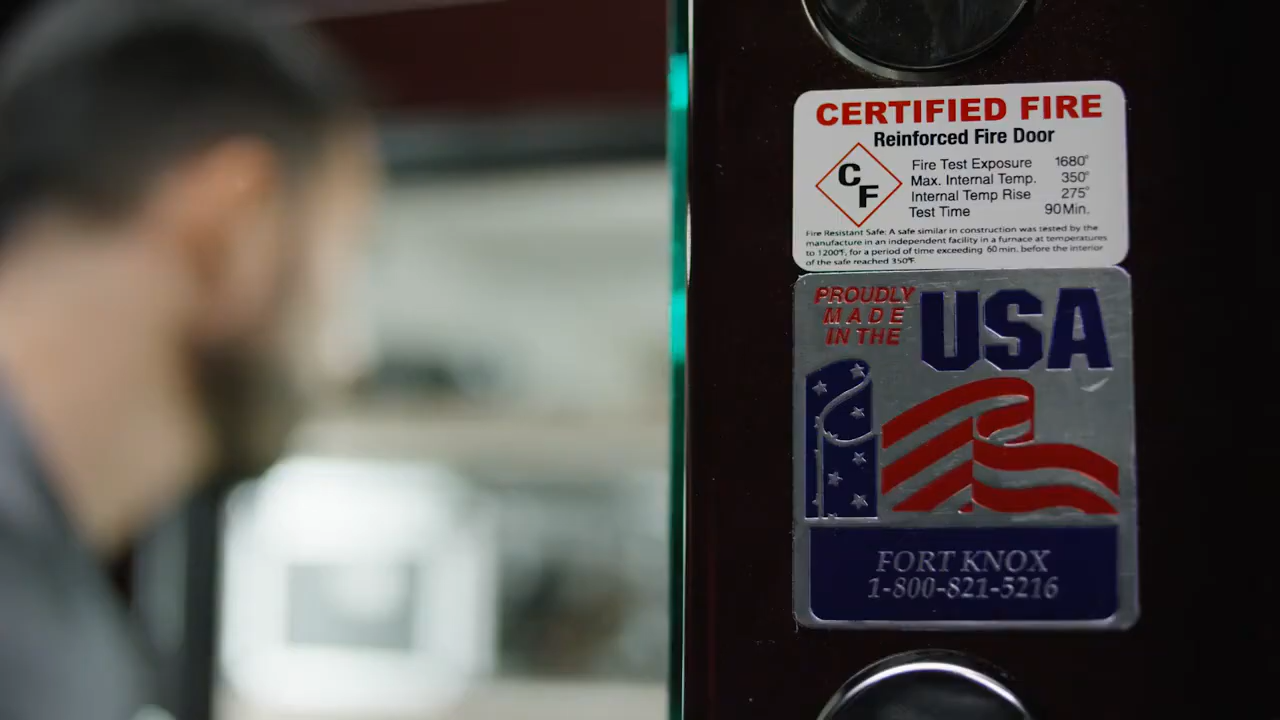 CERTIFIED FIRE
Reinforced Fire Door
CF
Fire Test Exposure 1680°
Max. Internal Temp. 350°
Internal Temp Rise 275°
Test Time 90 Min.
Fire Resistant Safe: A safe similar in construction was tested by the
manufacture in an independent facility in a furnace at temperatures
to 1200°F, for a period of time exceeding 60 min. before the interior
of the safe reached 350°F.
PROUDLY
MADE
IN THE
USA
FORT KNOX
1-800-821-5216